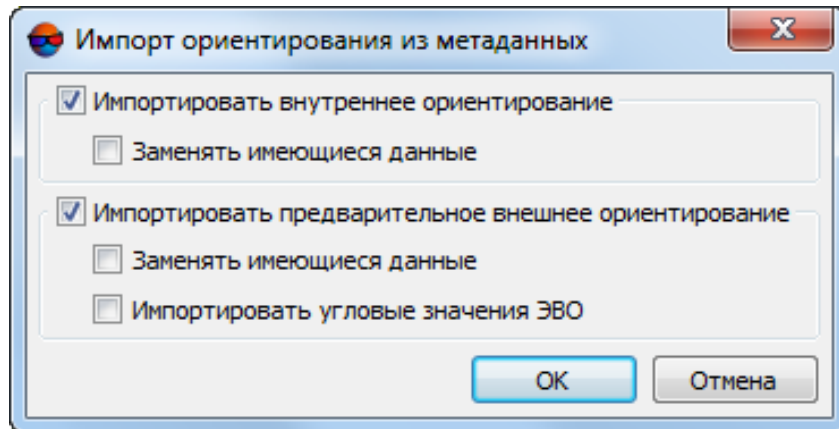 Импорт ориентирования из метаданных
Импортировать внутреннее ориентирование
Заменять имеющиеся данные
Импортировать предварительное внешнее ориентирование
Заменять имеющиеся данные
Импортировать угловые значения ЭВО
ОК
Отмена